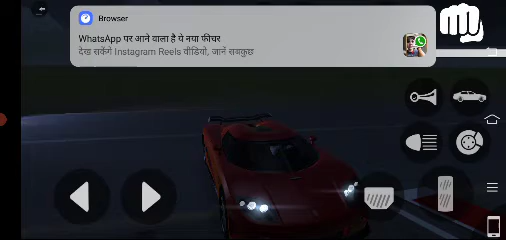 Browser
WhatsApp पर आने वाला है ये नया फीचर
देख सकेंगे Instagram Reels वीडियो, जानें सबकुछ